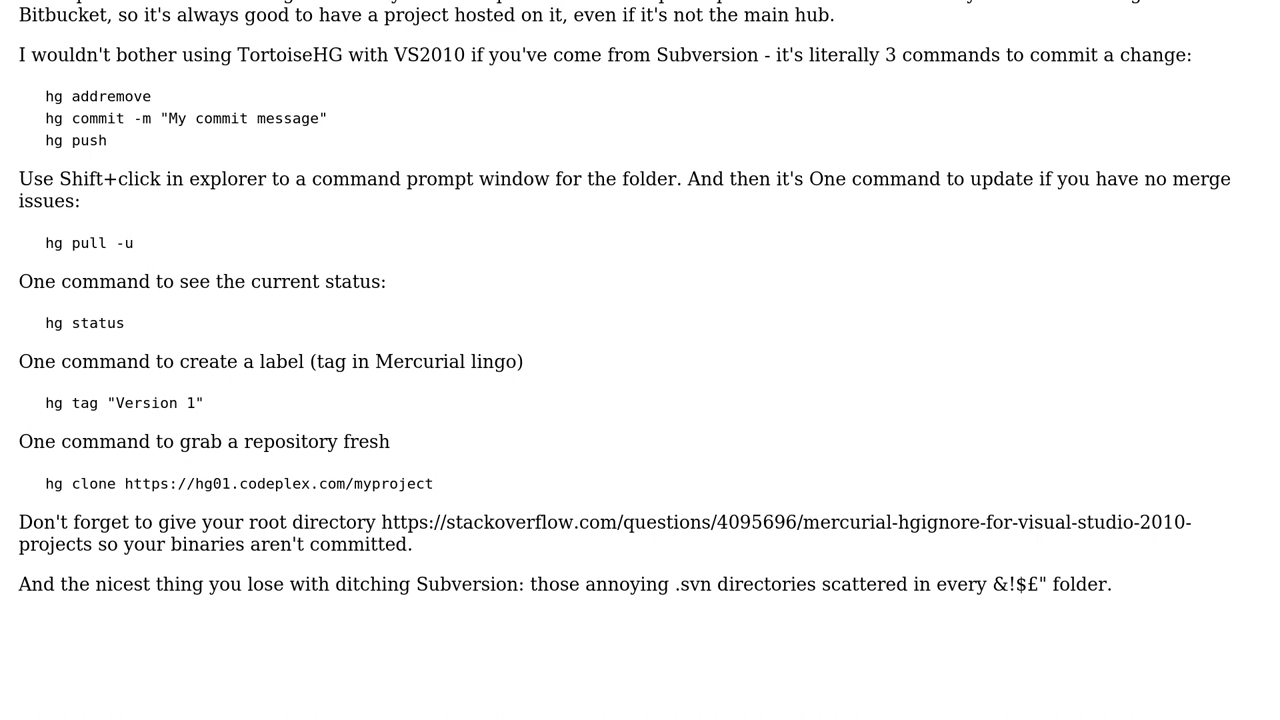 Bitbucket, so it's always good to have a project hosted on it, even if it's not the main hub.
I wouldn't bother using TortoiseHG with VS2010 if you've come from Subversion - it's literally 3 commands to commit a change:
hg addremove
hg commit -m "My commit message"
hg push
Use Shift+click in explorer to a command prompt window for the folder. And then it's One command to update if you have no merge
issues:
hg pull -u
One command to see the current status:
hg status
One command to create a label (tag in Mercurial lingo)
hg tag "Version 1"
One command to grab a repository fresh
hg clone https://hg01.codeplex.com/myproject
Don't forget to give your root directory https://stackoverflow.com/questions/4095696/mercurial-hgignore-for-visual-studio-2010-
projects so your binaries aren't committed.
And the nicest thing you lose with ditching Subversion: those annoying .svn directories scattered in every &!$£" folder.